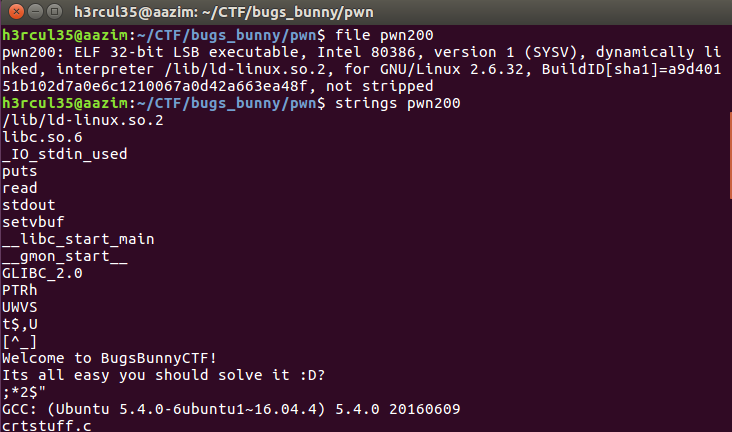 h3rcul35@aazim: ~/CTF/bugs_bunny/pwn
h3rcul35@aazim:~/CTF/bugs_bunny/pwn$ file pwn200
pwn200: ELF 32-bit LSB executable, Intel 80386, version 1 (SYSV), dynamically li
nked, interpreter /lib/ld-linux.so.2, for GNU/Linux 2.6.32, BuildID[sha1]=a9d401
51b102d7a0e6c1210067a0d42a663ea48f, not stripped
h3rcul35@aazim:~/CTF/bugs_bunny/pwn$ strings pwn200
/lib/ld-linux.so.2
libc.so.6
_IO_stdin_used
puts
read
stdout
setvbuf
__libc_start_main
__gmon_start__
GLIBC_2.0
PTRh
UWVS
t$,U
[^_]
Welcome to BugsBunnyCTF!
Its all easy you should solve it :D?
;*2$"
GCC: (Ubuntu 5.4.0-6ubuntu1~16.04.4) 5.4.0 20160609
crtstuff.c